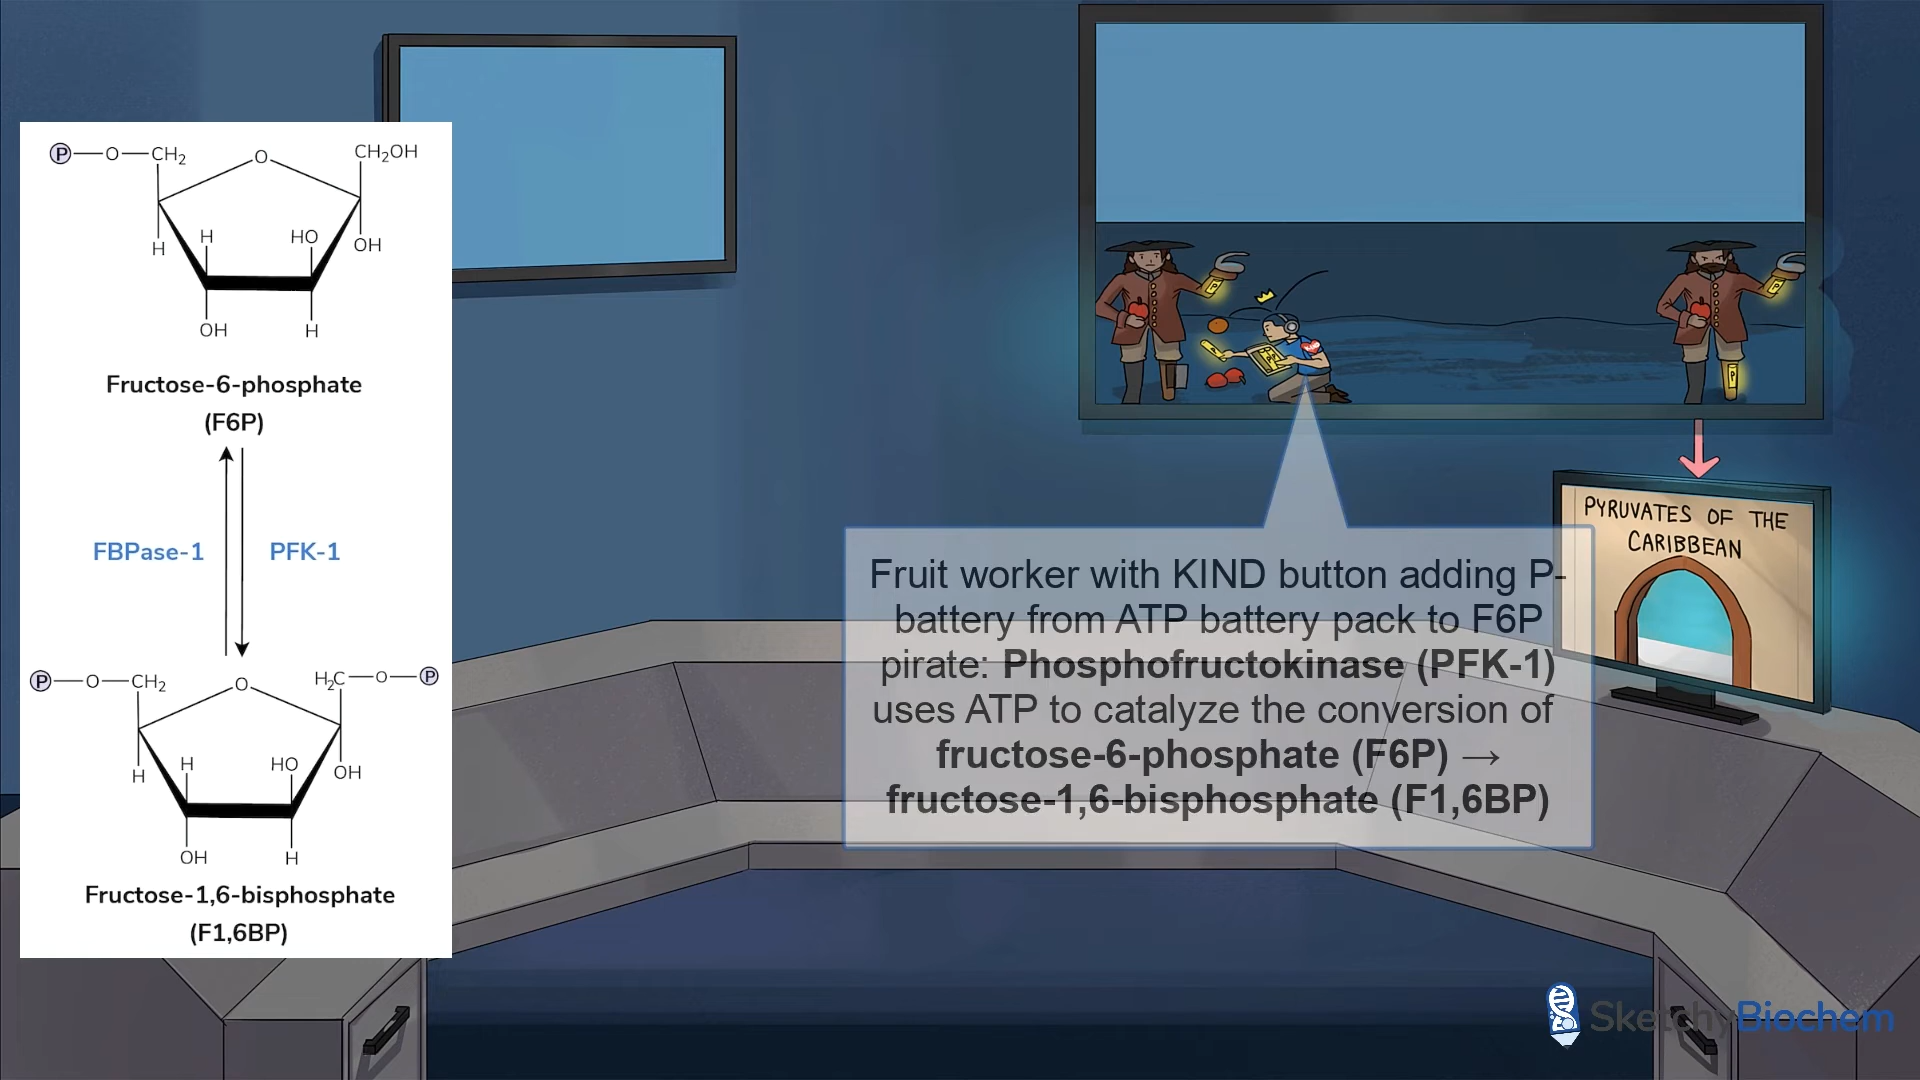 P O CH2 O CH2OH
H H HO OH
OH H
Fructose-6-phosphate
(F6P)
FBPase-1 PFK-1
P O CH2 O H2C O P
H H HO OH
OH H
Fructose-1,6-bisphosphate
(F1,6BP)
PYRUVATES OF THE
CARIBBEAN
Fruit worker with KIND button adding P-
battery from ATP battery pack to F6P
pirate: Phosphofructokinase (PFK-1)
uses ATP to catalyze the conversion of
fructose-6-phosphate (F6P) →
fructose-1,6-bisphosphate (F1,6BP)
SketchyBiochem